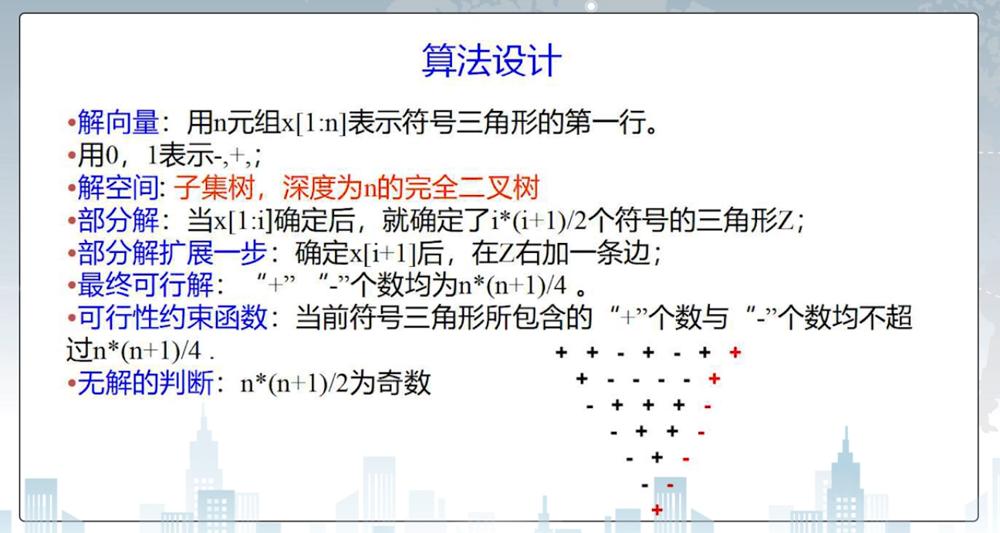 算法设计
•解向量：用n元组x[1:n]表示符号三角形的第一行。
•用0，1表示-,+,；
•解空间: 子集树，深度为n的完全二叉树
•部分解：当x[1:i]确定后，就确定了i*(i+1)/2个符号的三角形Z；
•部分解扩展一步：确定x[i+1]后，在Z右加一条边；
•最终可行解： “+” “-”个数均为n*(n+1)/4 。
•可行性约束函数：当前符号三角形所包含的“+”个数与“-”个数均不超
过n*(n+1)/4 .
•无解的判断：n*(n+1)/2为奇数
+ + - + - + +
+ - - - - +
- + + + -
- + + -
- + -
- -
+